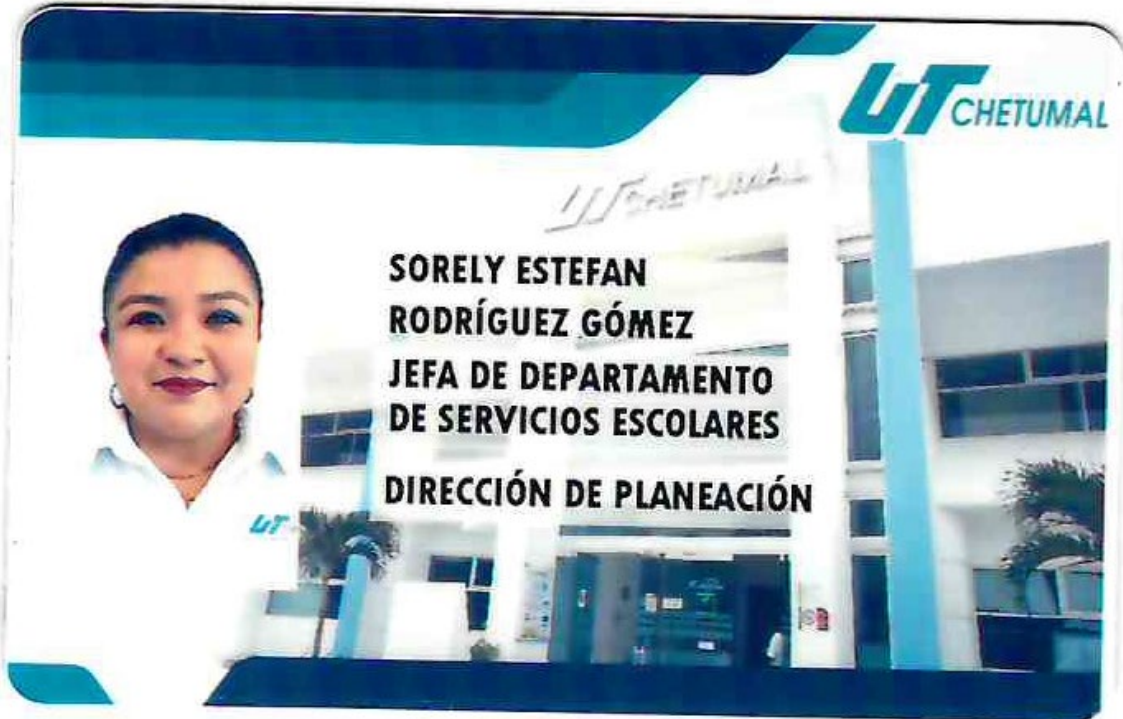 UT CHETUMAL
UT CHETUMAL
SORELY ESTEFAN
RODRÍGUEZ GÓMEZ
JEFA DE DEPARTAMENTO
DE SERVICIOS ESCOLARES
DIRECCIÓN DE PLANEACIÓN
UT